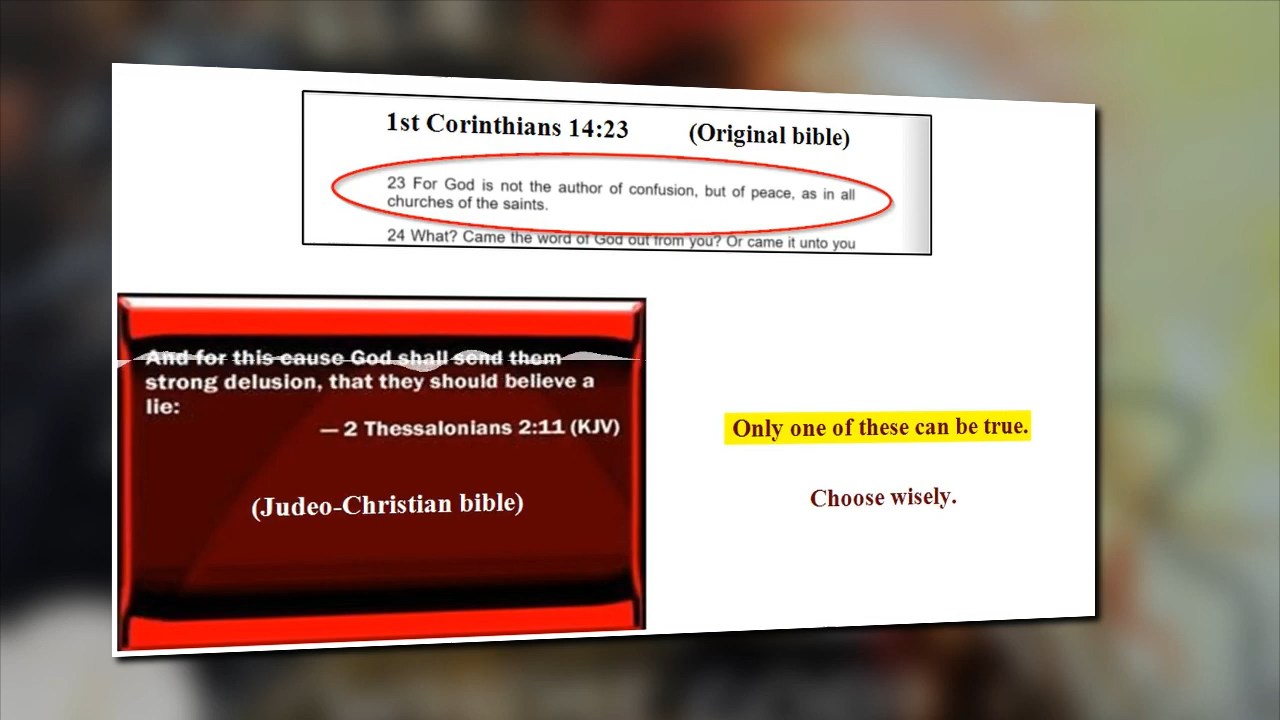 1st Corinthians 14:23 (Original bible)
23 For God is not the author of confusion, but of peace, as in all
churches of the saints.
24 What? Came the word of God out from you? Or came it unto you
And for this cause God shall send them
strong delusion, that they should believe a
lie:
— 2 Thessalonians 2:11 (KJV)
(Judeo-Christian bible)
Only one of these can be true.
Choose wisely.